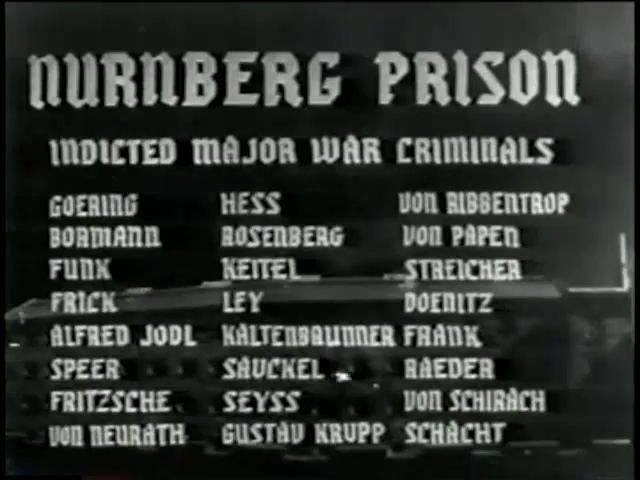 NURNBERG PRISON
INDICTED MAJOR WAR CRIMINALS
GOERING HESS VON RIBBENTROP
BORMANN ROSENBERG VON PAPEN
FUNK KEITEL STREICHER
FRICK LEY DOENITZ
ALFRED JODL KALTENBRUNNER FRANK
SPEER SAUCKEL RAEDER
FRITZSCHE SEYSS VON SCHIRACH
VON NEURATH GUSTAV KRUPP SCHACHT